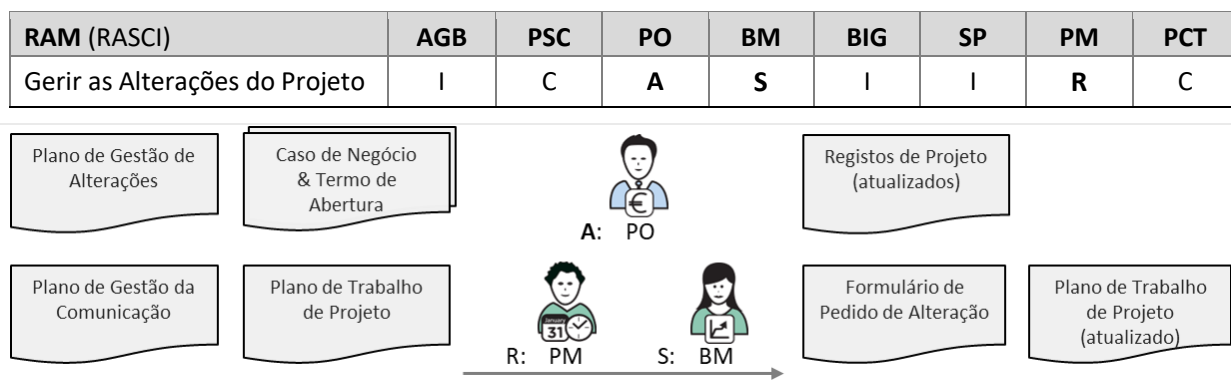 RAM (RASCI) AGB PSC PO BM BIG SP PM PCT
Gerir as Alterações do Projeto I C A S I I R C
Plano de Gestão de
Alterações
Caso de Negócio
& Termo de
Abertura
€
A: PO
Registos de Projeto
(atualizados)
Plano de Gestão da
Comunicação
Plano de Trabalho
de Projeto
January
31
R: PM
S: BM
Formulário de
Pedido de Alteração
Plano de Trabalho
de Projeto
(atualizado)